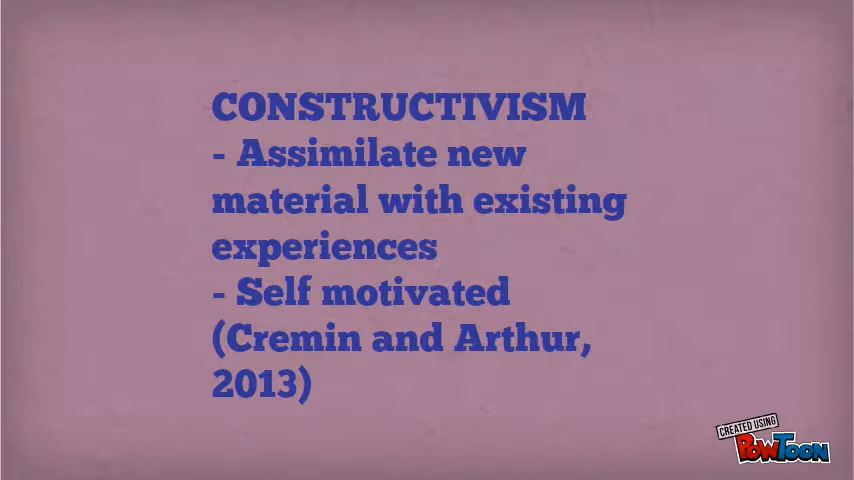 CONSTRUCTIVISM
- Assimilate new
material with existing
experiences
- Self motivated
(Cremin and Arthur,
2013)
CREATED USING
POWTOON